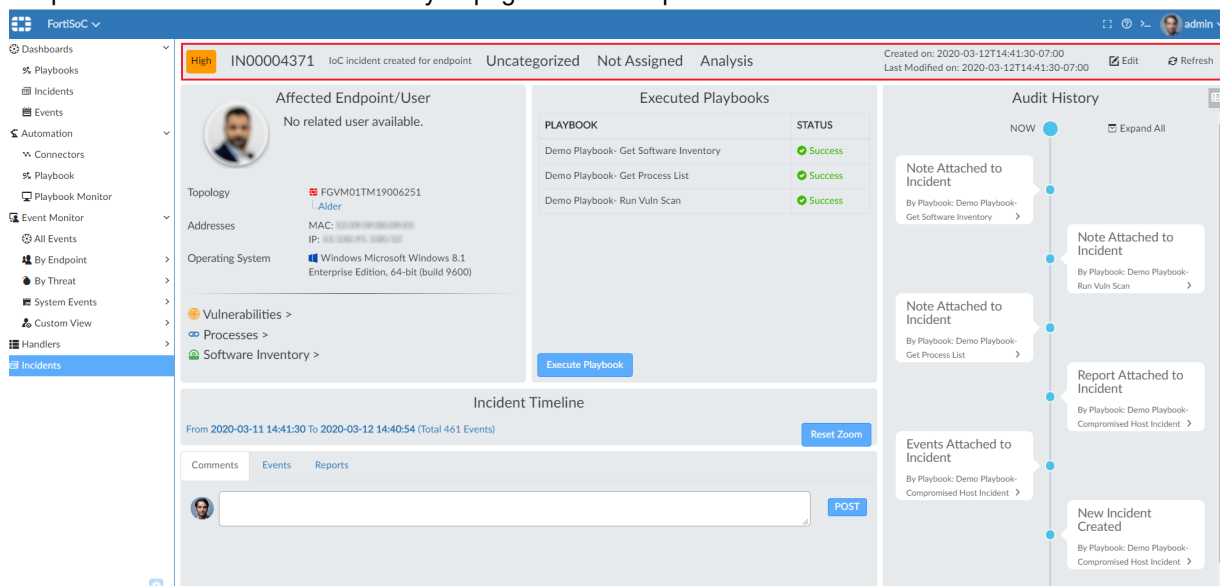 FortiSoC
admin
Dashboards
Playbooks
Incidents
Events
Automation
Connectors
Playbook
Playbook Monitor
Event Monitor
All Events
By Endpoint
By Threat
System Events
Custom View
Handlers
Incidents
High IN00004371 IoC incident created for endpoint Uncategorized Not Assigned Analysis
Created on: 2020-03-12T14:41:30-07:00
Last Modified on: 2020-03-12T14:41:30-07:00
Edit
Refresh
Affected Endpoint/User
No related user available.
Topology FGVM01TM19006251
Alder
Addresses MAC:
IP:
Operating System Windows Microsoft Windows 8.1
Enterprise Edition, 64-bit (build 9600)
Vulnerabilities >
Processes >
Software Inventory >
Executed Playbooks
PLAYBOOK STATUS
Demo Playbook- Get Software Inventory Success
Demo Playbook- Get Process List Success
Demo Playbook- Run Vuln Scan Success
Execute Playbook
Incident Timeline
From 2020-03-11 14:41:30 To 2020-03-12 14:40:54 (Total 461 Events)
Reset Zoom
Comments Events Reports
POST
Audit History
NOW
Expand All
Note Attached to
Incident
By Playbook: Demo Playbook-
Get Software Inventory >
Note Attached to
Incident
By Playbook: Demo Playbook-
Run Vuln Scan >
Note Attached to
Incident
By Playbook: Demo Playbook-
Get Process List >
Report Attached to
Incident
By Playbook: Demo Playbook-
Compromised Host Incident >
Events Attached to
Incident
By Playbook: Demo Playbook-
Compromised Host Incident >
New Incident
Created
By Playbook: Demo Playbook-
Compromised Host Incident >